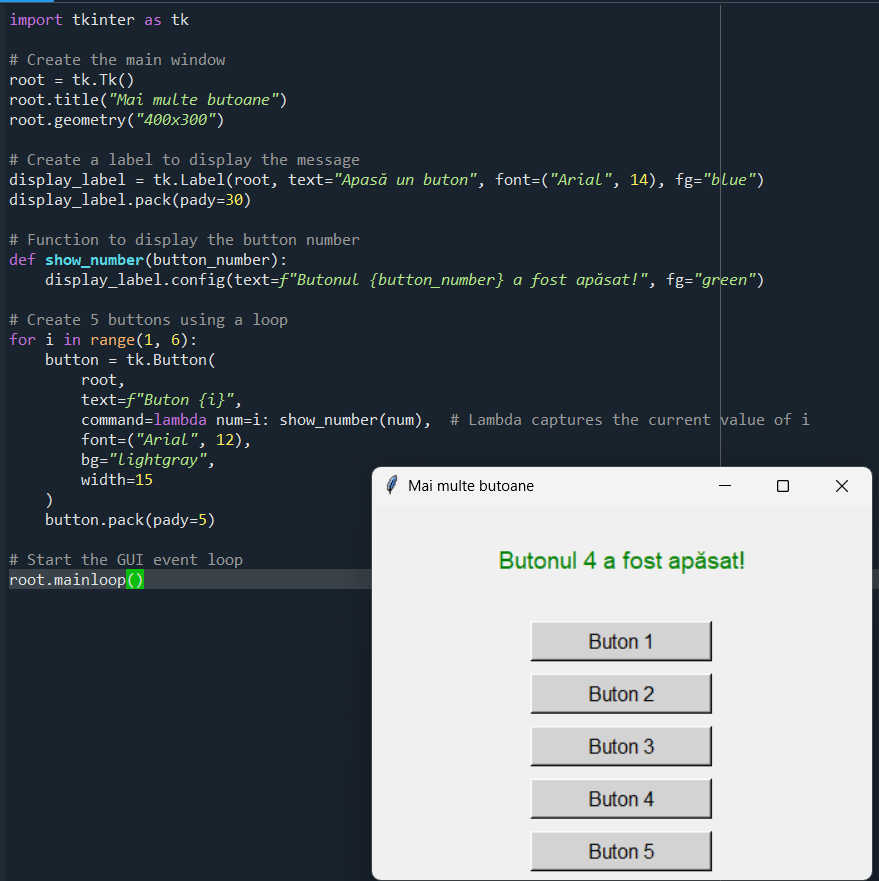 import tkinter as tk
# Create the main window
root = tk.Tk()
root.title("Mai multe butoane")
root.geometry("400x300")
# Create a label to display the message
display_label = tk.Label(root, text="Apasă un buton", font=("Arial", 14), fg="blue")
display_label.pack(pady=30)
# Function to display the button number
def show_number(button_number):
    display_label.config(text=f"Butonul {button_number} a fost apăsat!", fg="green")
# Create 5 buttons using a loop
for i in range(1, 6):
    button = tk.Button(
        root,
        text=f"Buton {i}",
        command=lambda num=i: show_number(num),  # Lambda captures the current value of i
        font=("Arial", 12),
        bg="lightgray",
        width=15
    )
    button.pack(pady=5)
# Start the GUI event loop
root.mainloop()
Mai multe butoane
Butonul 4 a fost apăsat!
Buton 1
Buton 2
Buton 3
Buton 4
Buton 5